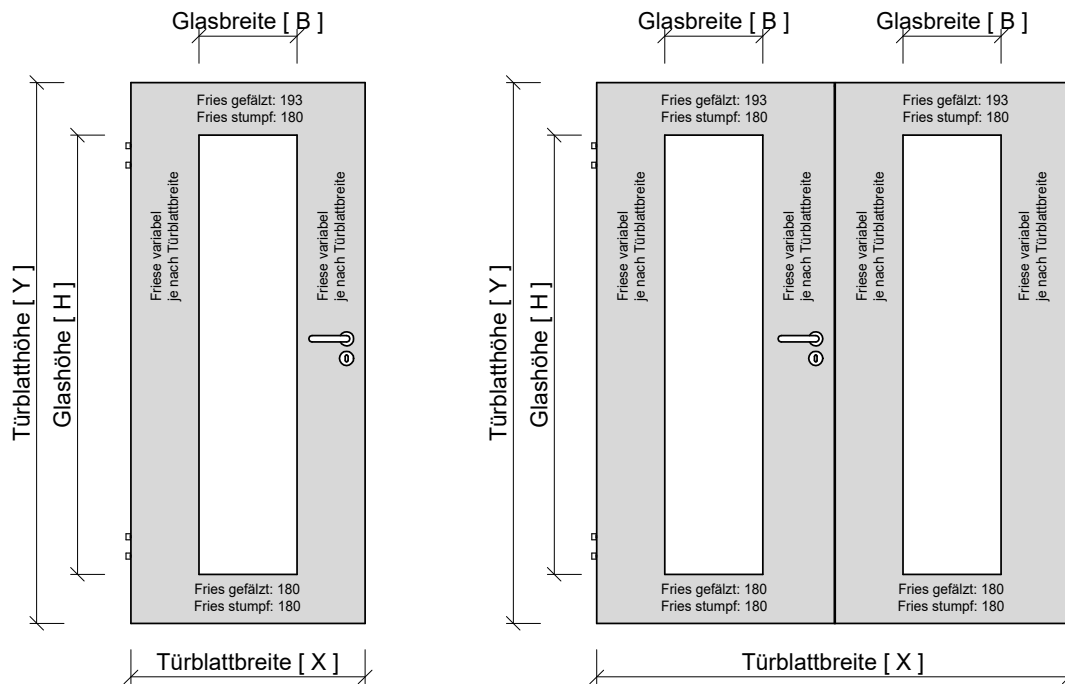 Glasbreite [ B ]
Fries gefälzt: 193
Fries stumpf: 180
Friese variabel
je nach Türblattbreite
Friese variabel
je nach Türblattbreite
Türblatthöhe [ Y ]
Glashöhe [ H ]
Fries gefälzt: 180
Fries stumpf: 180
Türblattbreite [ X ]
Glasbreite [ B ]
Glasbreite [ B ]
Fries gefälzt: 193
Fries stumpf: 180
Fries gefälzt: 193
Fries stumpf: 180
Friese variabel
je nach Türblattbreite
Friese variabel
je nach Türblattbreite
Friese variabel
je nach Türblattbreite
Friese variabel
je nach Türblattbreite
Türblatthöhe [ Y ]
Glashöhe [ H ]
Fries gefälzt: 180
Fries stumpf: 180
Fries gefälzt: 180
Fries stumpf: 180
Türblattbreite [ X ]